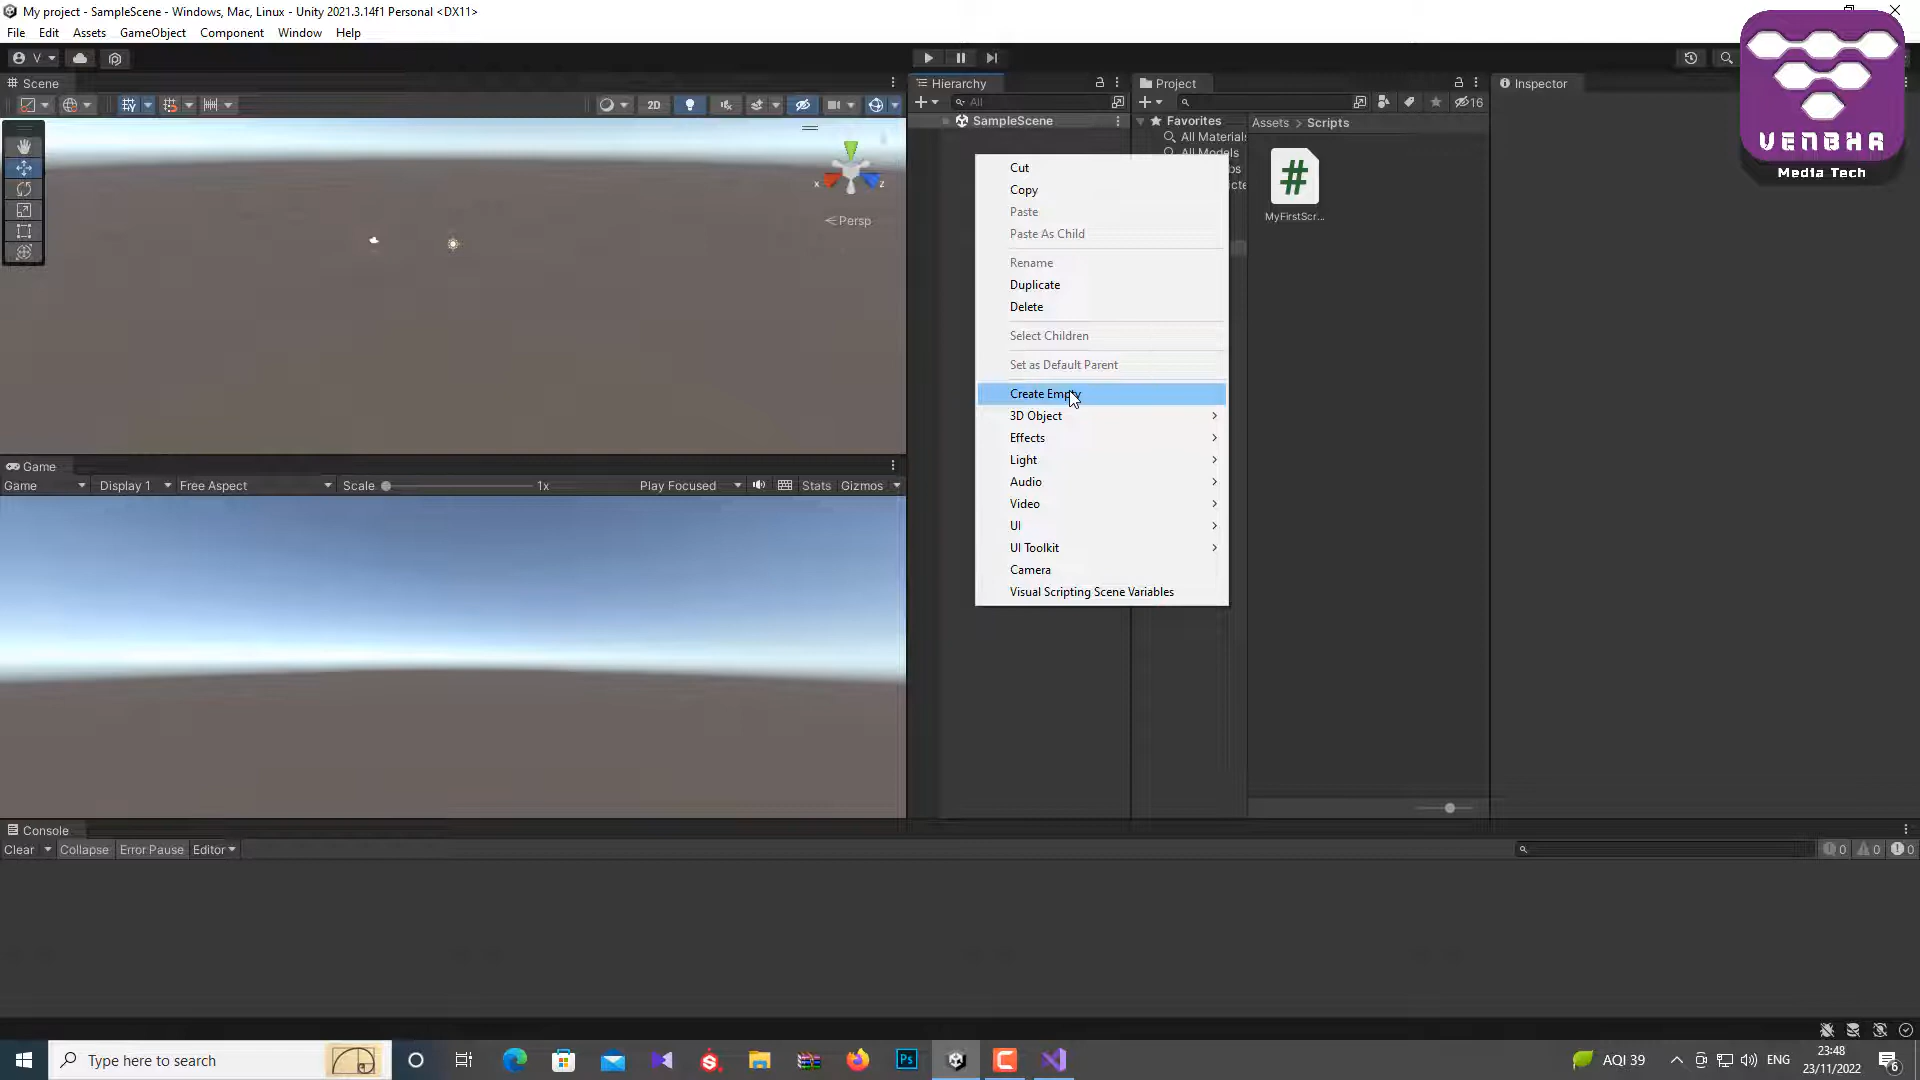 My project - SampleScene - Windows, Mac, Linux - Unity 2021.3.14f1 Personal <DX11>
File Edit Assets GameObject Component Window Help
V
Scene
2D
Persp
Game
Game Display 1 Free Aspect Scale 1x Play Focused Stats Gizmos
Hierarchy
All
SampleScene
Cut
Copy
Paste
Paste As Child
Rename
Duplicate
Delete
Select Children
Set as Default Parent
Create Empty
3D Object
Effects
Light
Audio
Video
UI
UI Toolkit
Camera
Visual Scripting Scene Variables
Project
16
Favorites
All Materials
All Models
Assets > Scripts
#
MyFirstScr...
Inspector
VENBHA
Media Tech
Console
Clear Collapse Error Pause Editor
0 0 0
Type here to search
Ps
AQI 39
ENG
23:48
23/11/2022
6